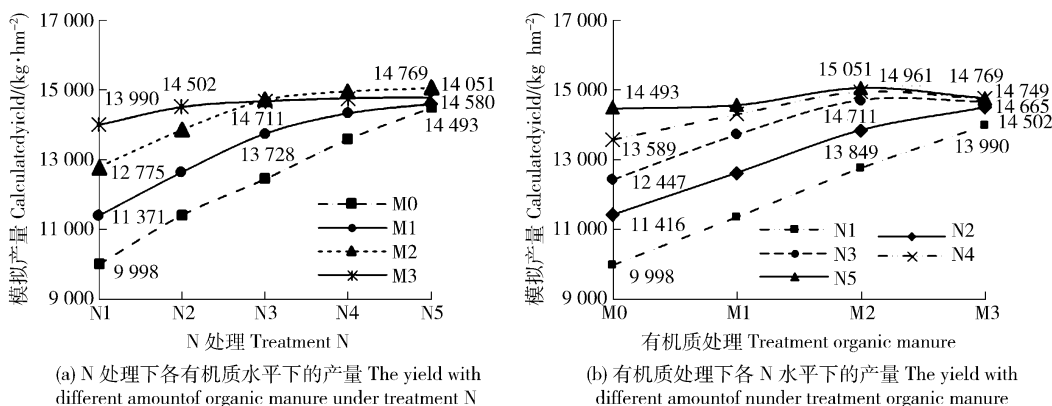 模拟产量 Calculatedyield/(kg·hm⁻²)
17 000
15 000
13 000
11 000
9 000
13 990
14 502
14 769
14 051
14 580
14 493
14 711
13 728
12 775
11 371
9 998
M0
M1
M2
M3
N1 N2 N3 N4 N5
N 处理 Treatment N
(a) N 处理下各有机质水平下的产量 The yield with
different amountof organic manure under treatment N
模拟产量 Calculatedyield/(kg hm⁻²)
17 000
15 000
13 000
11 000
9 000
14 493
15 051
14 961
14 769
14 749
14 665
14 502
13 990
14 711
13 849
13 589
12 447
11 416
9 998
N1 N2
N3 N4
N5
M0 M1 M2 M3
有机质处理 Treatment organic manure
(b) 有机质处理下各 N 水平下的产量 The yield with
different amountof nunder treatment organic manure